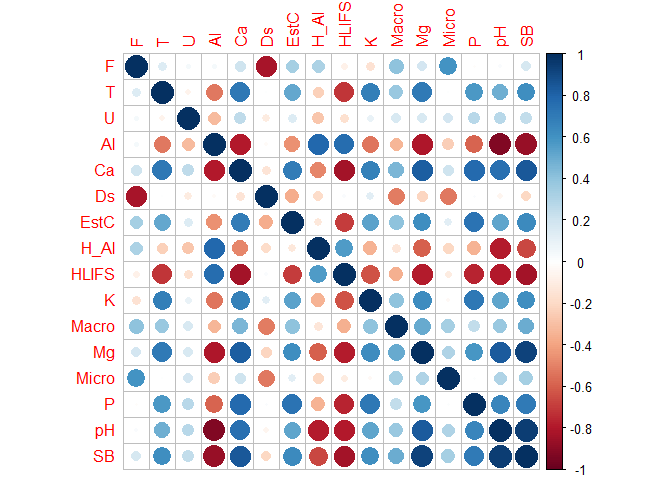 F T U Al Ca Ds EstC H_Al HLIFS K Macro Mg Micro P pH SB
F
T
U
Al
Ca
Ds
EstC
H_Al
HLIFS
K
Macro
Mg
Micro
P
pH
SB
1
0.8
0.6
0.4
0.2
0
-0.2
-0.4
-0.6
-0.8
-1